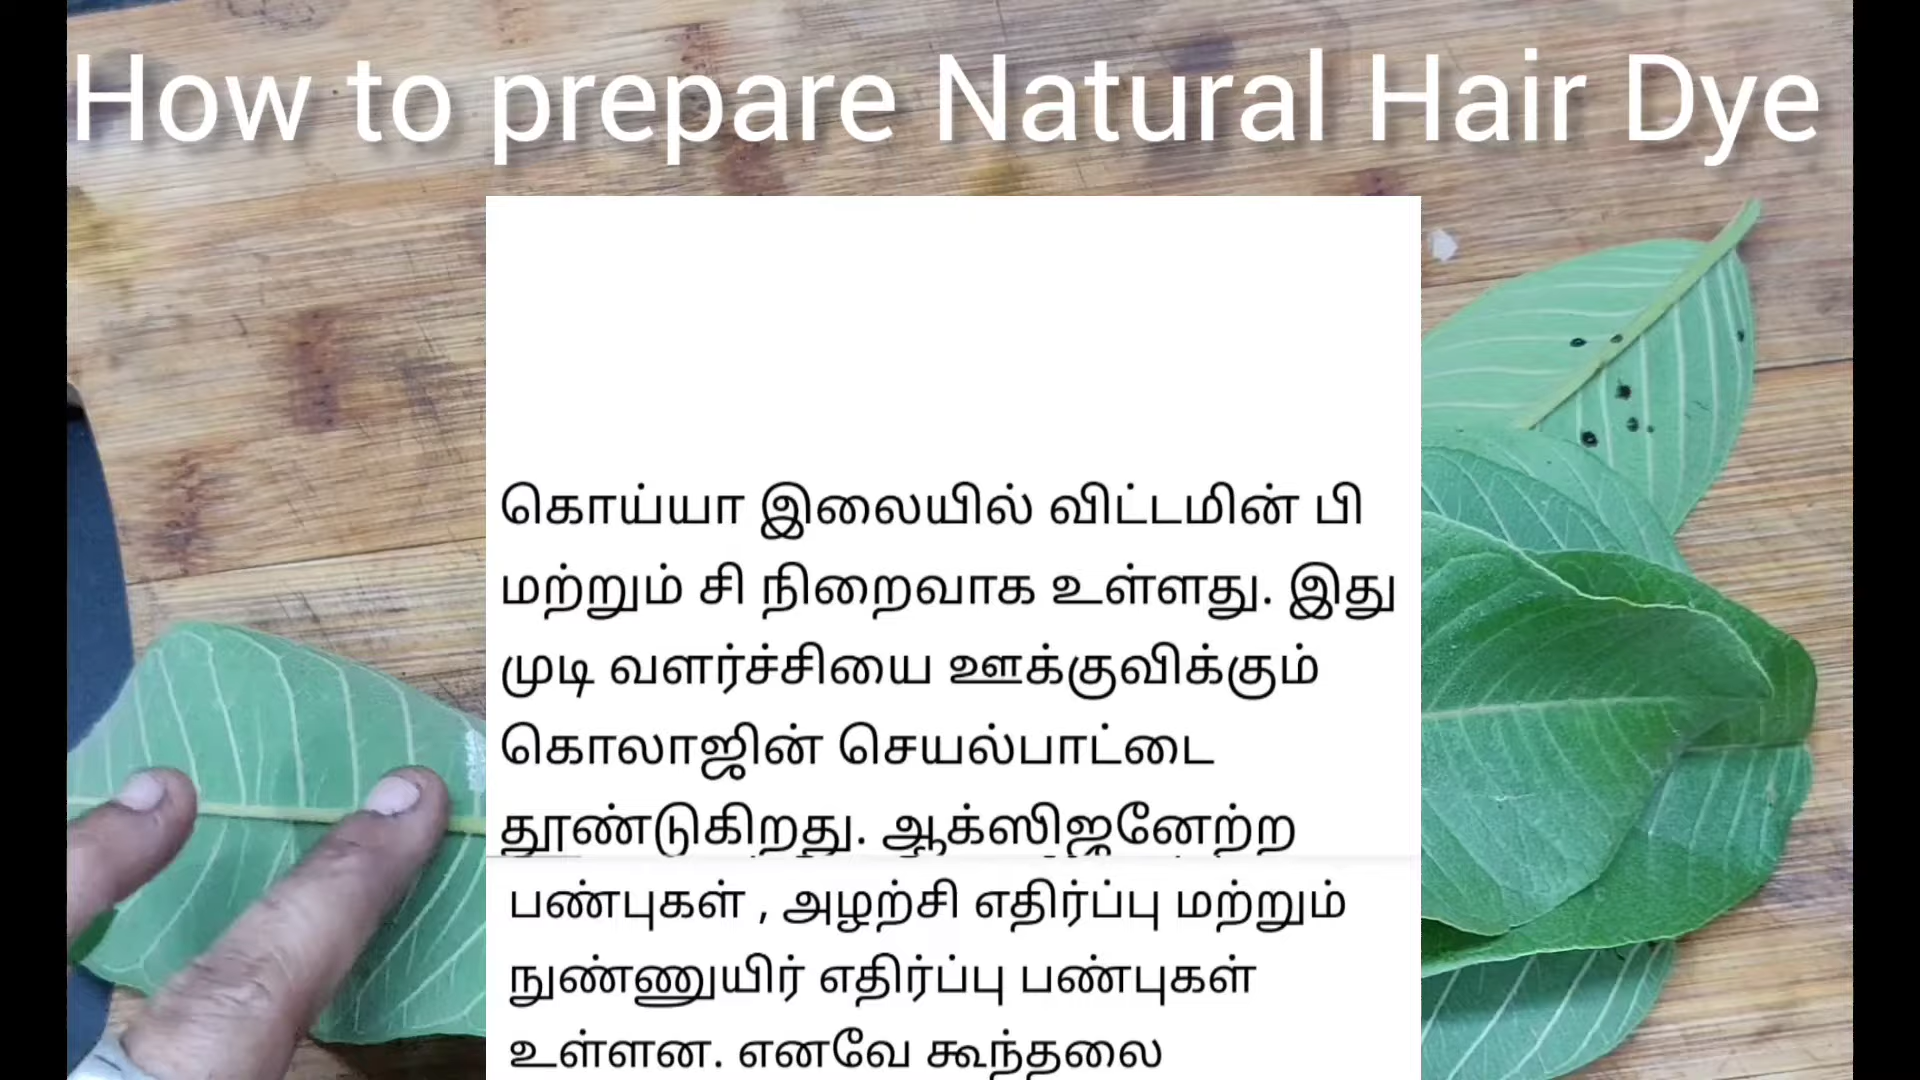 How to prepare Natural Hair Dye
கொய்யா இலையில் விட்டமின் பி
மற்றும் சி நிறைவாக உள்ளது. இது
முடி வளர்ச்சியை ஊக்குவிக்கும்
கொலாஜின் செயல்பாட்டை
தூண்டுகிறது. ஆக்ஸிஜனேற்ற
பண்புகள் , அழற்சி எதிர்ப்பு மற்றும்
நுண்ணுயிர் எதிர்ப்பு பண்புகள்
உள்ளன. எனவே கூந்தலை